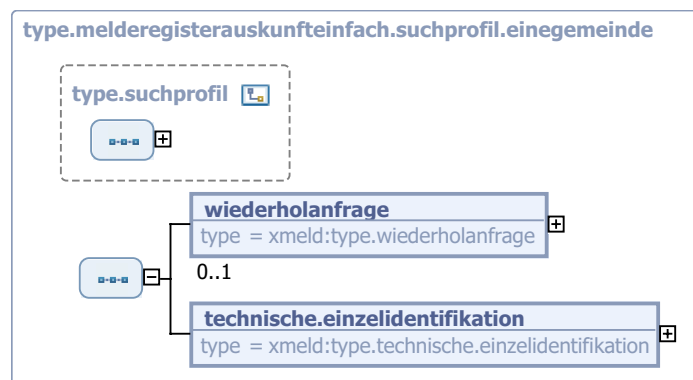 type.melderegisterauskunfteinfach.suchprofil.einegemeinde
type.suchprofil
wiederholanfrage
type = xmeld:type.wiederholanfrage
0..1
technische.einzelidentifikation
type = xmeld:type.technische.einzelidentifikation